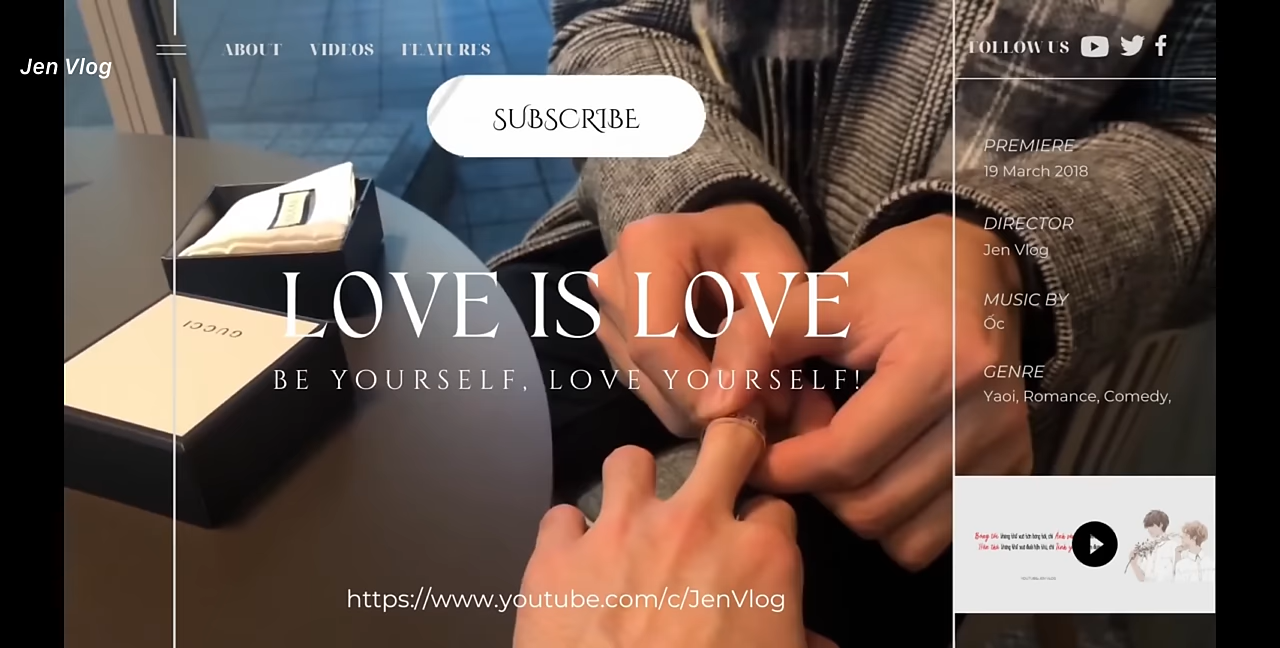 Jen Vlog
ABOUT VIDEOS FEATURES
FOLLOW US
SUBSCRIBE
PREMIERE
19 March 2018
DIRECTOR
Jen Vlog
MUSIC BY
Ốc
GENRE
Yaoi, Romance, Comedy,
GUCCI
LOVE IS LOVE
BE YOURSELF, LOVE YOURSELF!
https://www.youtube.com/c/JenVlog